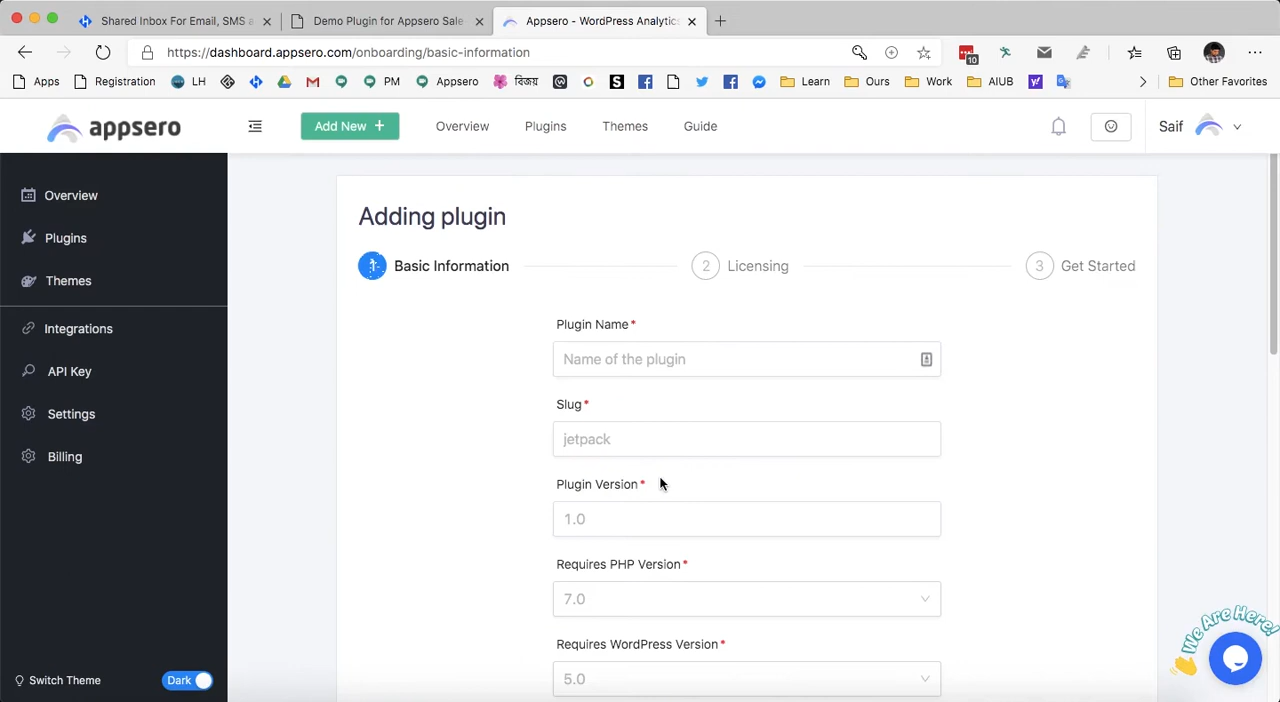 Shared Inbox For Email, SMS a
Demo Plugin for Appsero Sale
Appsero - WordPress Analytics
https://dashboard.appsero.com/onboarding/basic-information
10
Apps
Registration
LH
PM
Appsero
বিজয়
Learn
Ours
Work
AIUB
Other Favorites
appsero
Add New +
Overview
Plugins
Themes
Guide
Saif
Overview
Plugins
Themes
Integrations
API Key
Settings
Billing
Switch Theme
Dark
Adding plugin
1 Basic Information
2 Licensing
3 Get Started
Plugin Name*
Name of the plugin
Slug*
jetpack
Plugin Version*
1.0
Requires PHP Version*
7.0
Requires WordPress Version*
5.0
We Are Here!